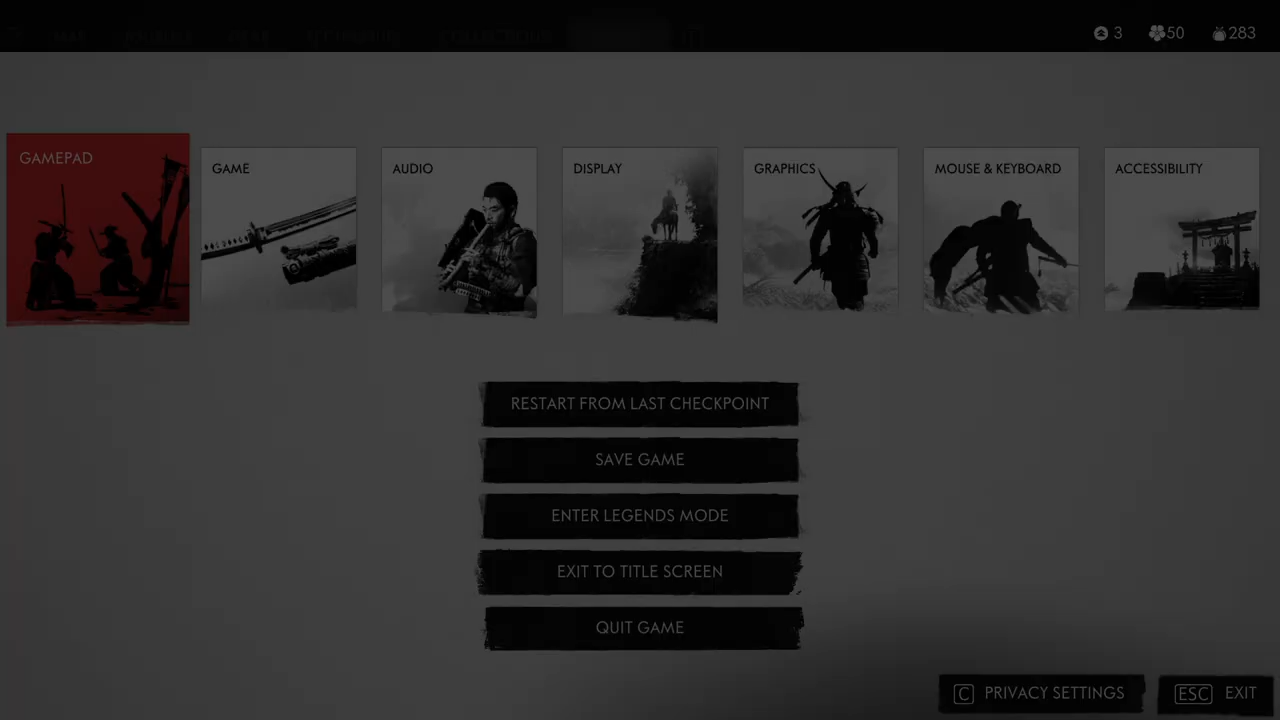 3 50 283
GAMEPAD
GAME
AUDIO
DISPLAY
GRAPHICS
MOUSE & KEYBOARD
ACCESSIBILITY
RESTART FROM LAST CHECKPOINT
SAVE GAME
ENTER LEGENDS MODE
EXIT TO TITLE SCREEN
QUIT GAME
C PRIVACY SETTINGS
ESC EXIT